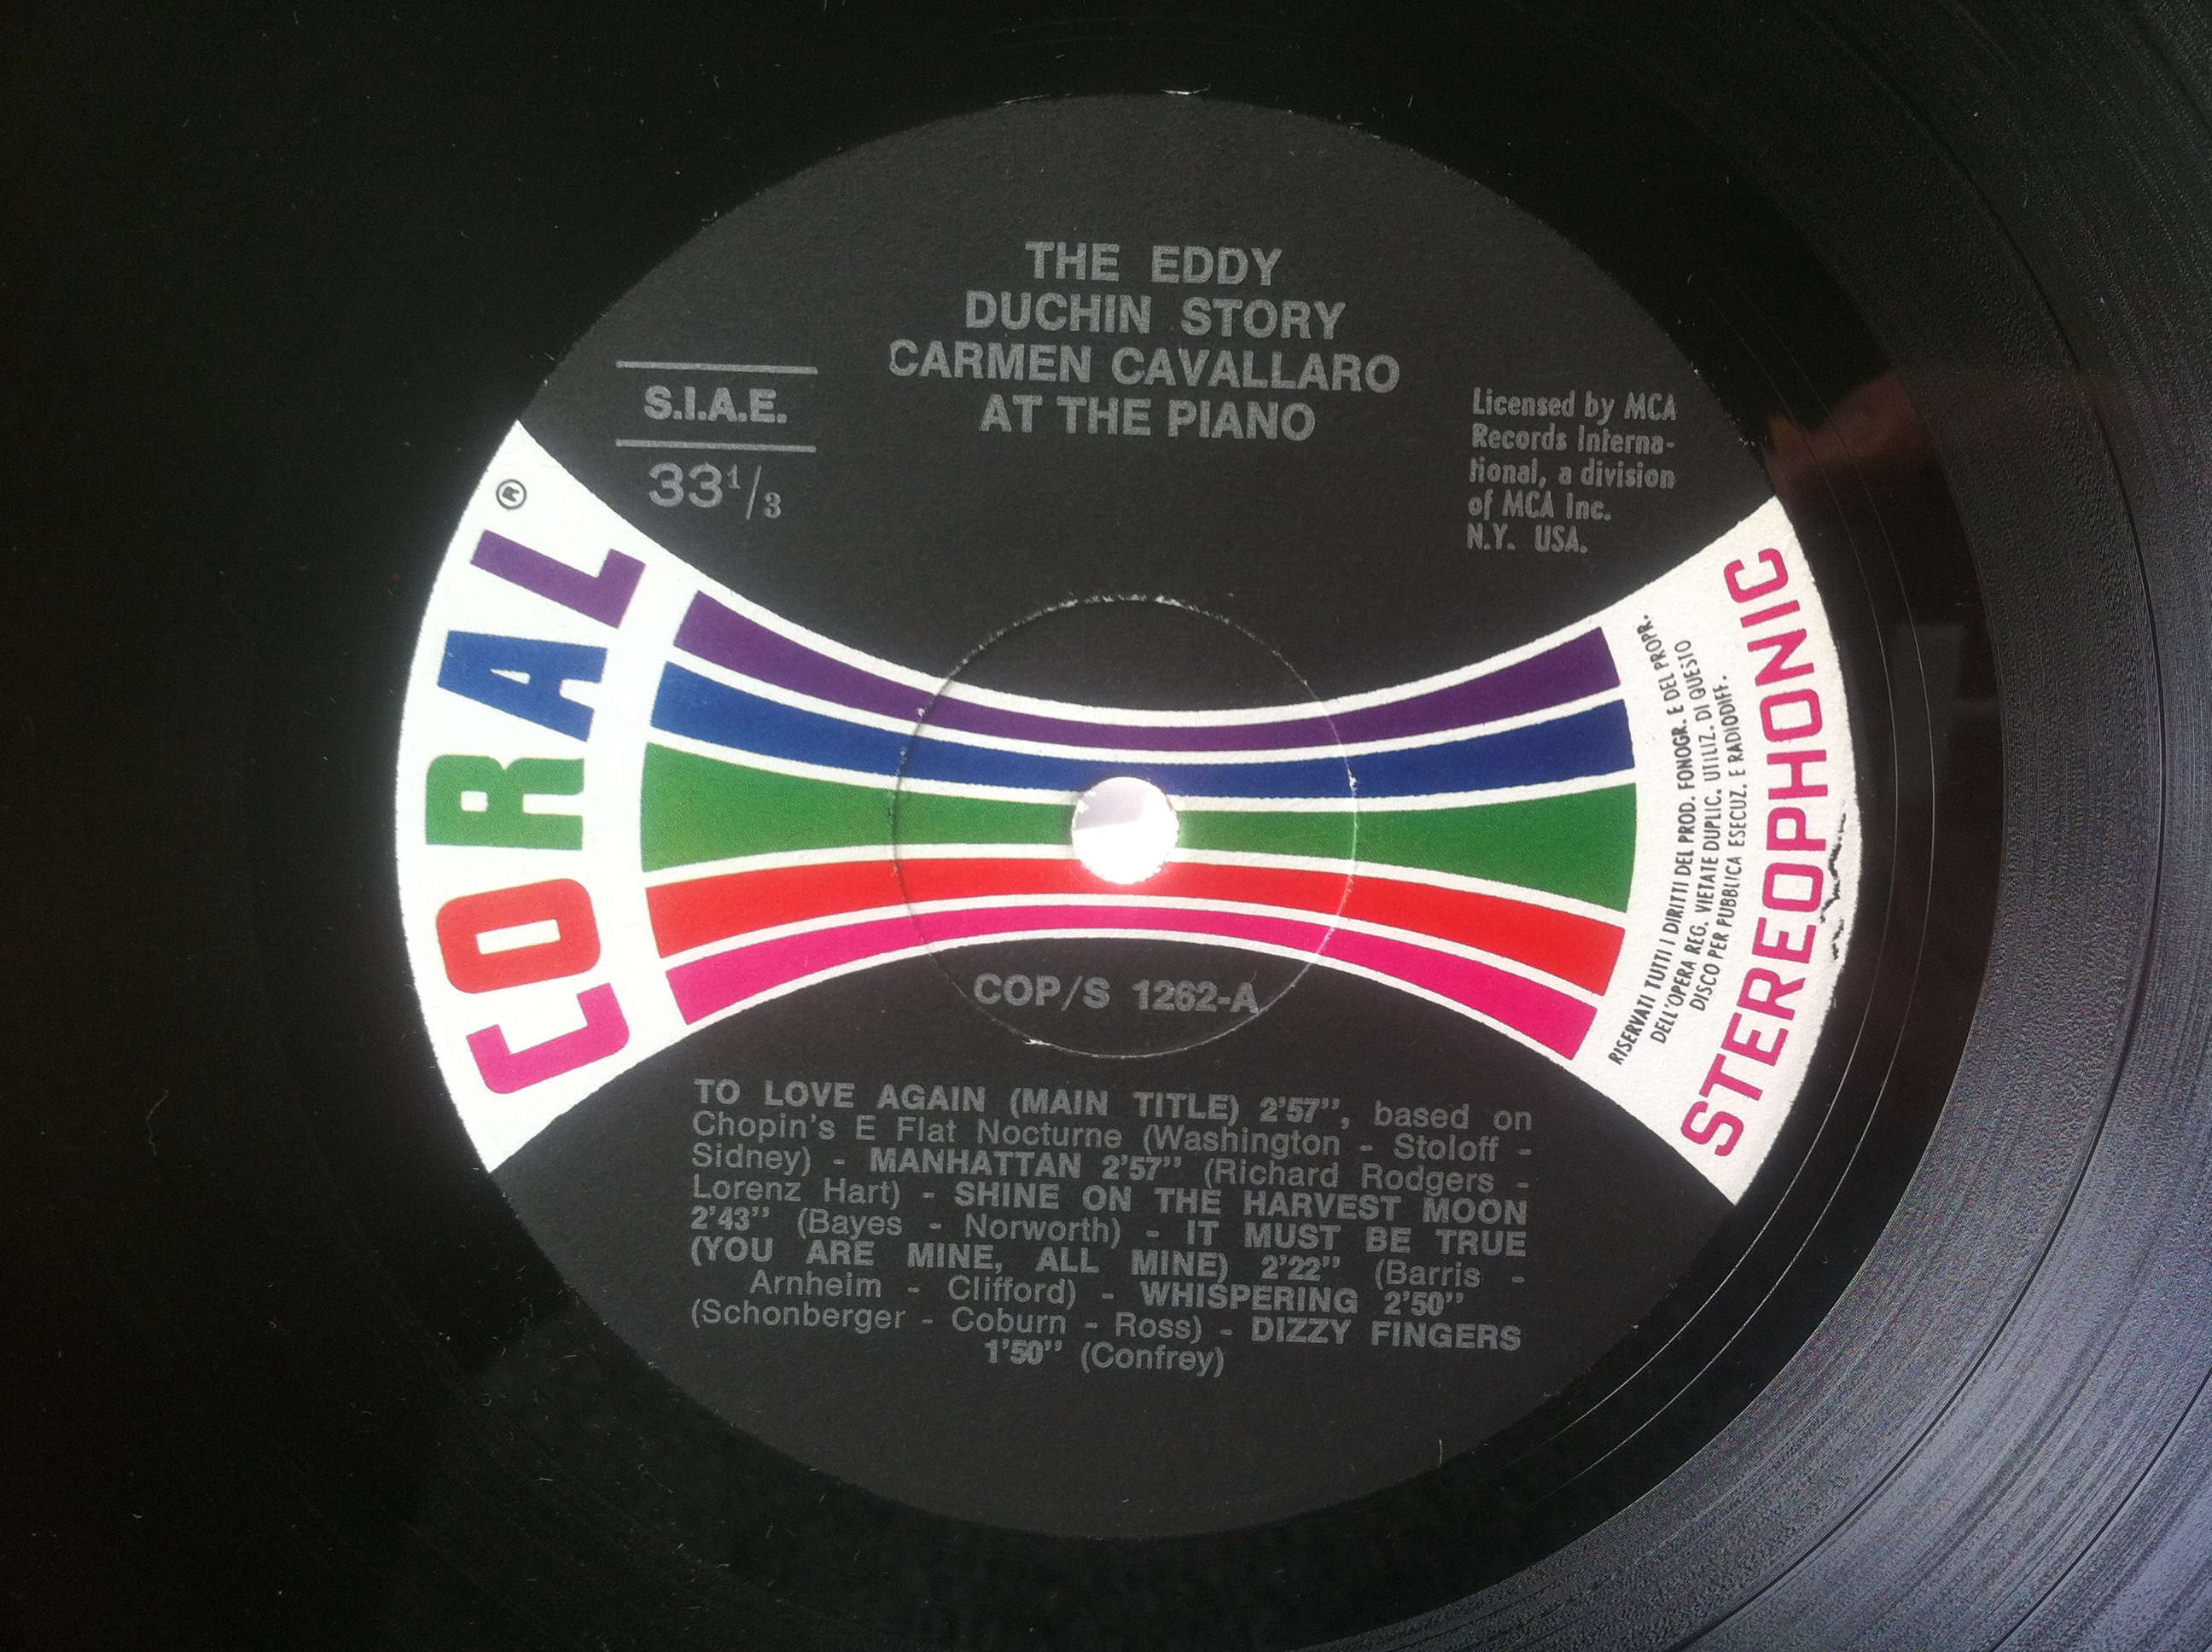 THE EDDY
DUCHIN STORY
CARMEN CAVALLARO
AT THE PIANO
S.I.A.E.
33 1/3
Licensed by MCA
Records Interna-
tional, a division
of MCA Inc.
N.Y. USA.
CORAL ®
RISERVATI TUTTI I DIRITTI DEL PROD. FONOGR. E DEL PROPR.
DELL'OPERA REG. VIETATE DUPLIC. UTILIZ. DI QUESTO
DISCO PER PUBBLICA ESECUZ. E RADIODIFF.
STEREOPHONIC
COP/S 1262-A
TO LOVE AGAIN (MAIN TITLE) 2'57'', based on
Chopin's E Flat Nocturne (Washington - Stoloff -
Sidney) - MANHATTAN 2'57'' (Richard Rodgers -
Lorenz Hart) - SHINE ON THE HARVEST MOON
2'43'' (Bayes - Norworth) - IT MUST BE TRUE
(YOU ARE MINE, ALL MINE) 2'22'' (Barris -
Arnheim - Clifford) - WHISPERING 2'50''
(Schonberger - Coburn - Ross) - DIZZY FINGERS
1'50'' (Confrey)